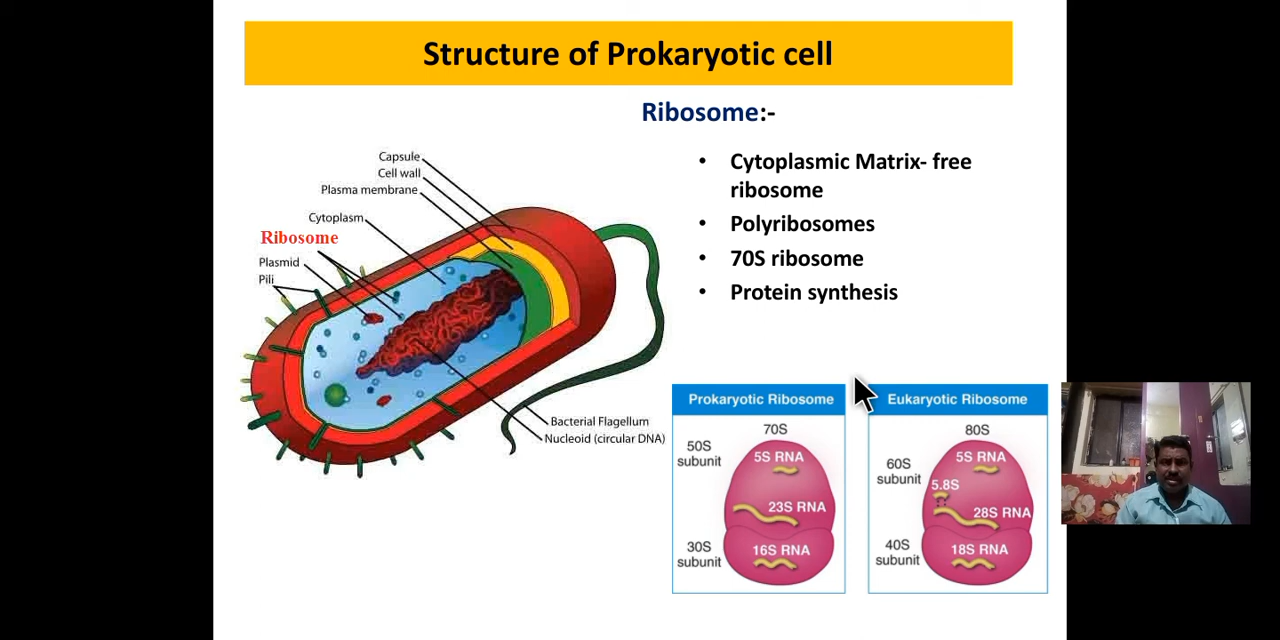 Structure of Prokaryotic cell
Ribosome:-
• Cytoplasmic Matrix- free
ribosome
• Polyribosomes
• 70S ribosome
• Protein synthesis
Capsule
Cell wall
Plasma membrane
Cytoplasm
Ribosome
Plasmid
Pili
Bacterial Flagellum
Nucleoid (circular DNA)
Prokaryotic Ribosome
70S
50S
subunit
5S RNA
23S RNA
30S
subunit
16S RNA
Eukaryotic Ribosome
80S
60S
subunit
5S RNA
5.8S
28S RNA
40S
subunit
18S RNA